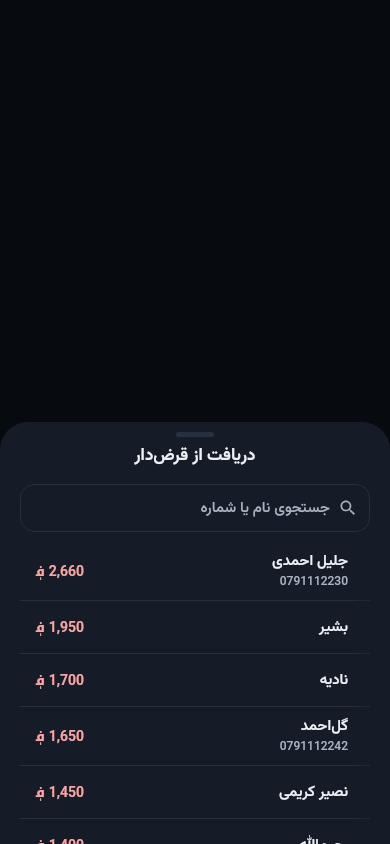 دریافت از قرض‌دار
جستجوی نام یا شماره
جلیل احمدی
0791112230
2,660 ؋
بشیر
1,950 ؋
نادیه
1,700 ؋
گل‌احمد
0791112242
1,650 ؋
نصیر کریمی
1,450 ؋